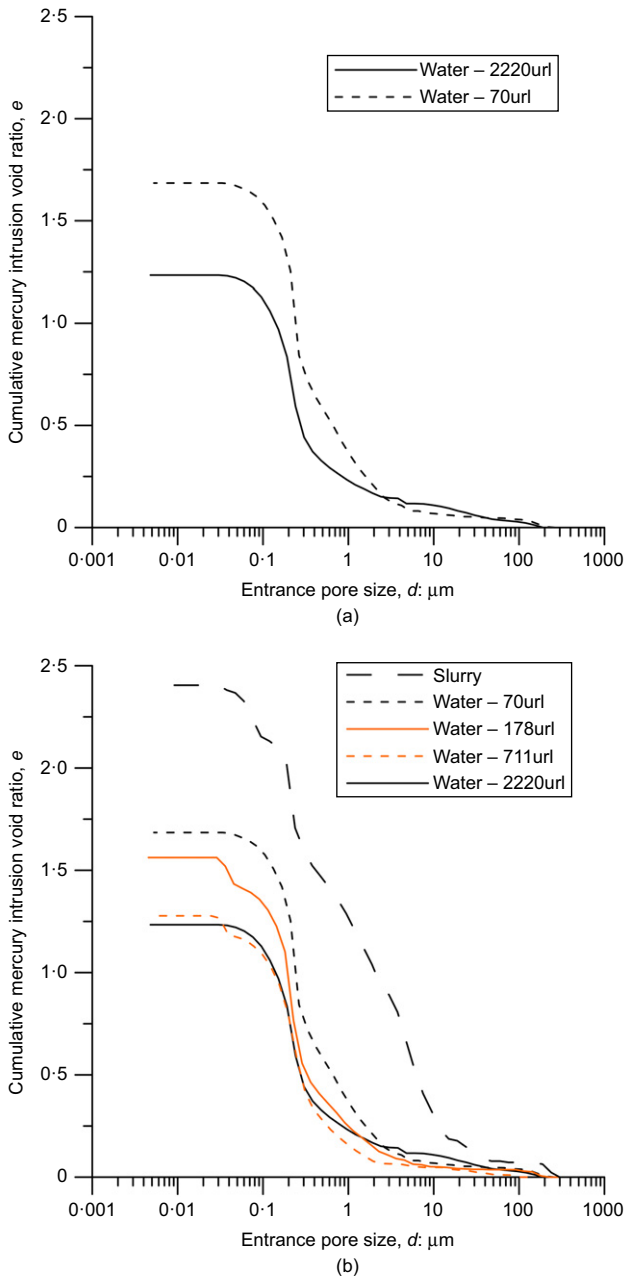 2·5
Water – 2220url
Water – 70url
2·0
1·5
1·0
0·5
0
Cumulative mercury intrusion void ratio, e
0·001
0·01
0·1
1
10
100
1000
Entrance pore size, d: μm
(a)
2·5
Slurry
Water – 70url
Water – 178url
Water – 711url
Water – 2220url
2·0
1·5
1·0
0·5
0
Cumulative mercury intrusion void ratio, e
0·001
0·01
0·1
1
10
100
1000
Entrance pore size, d: μm
(b)